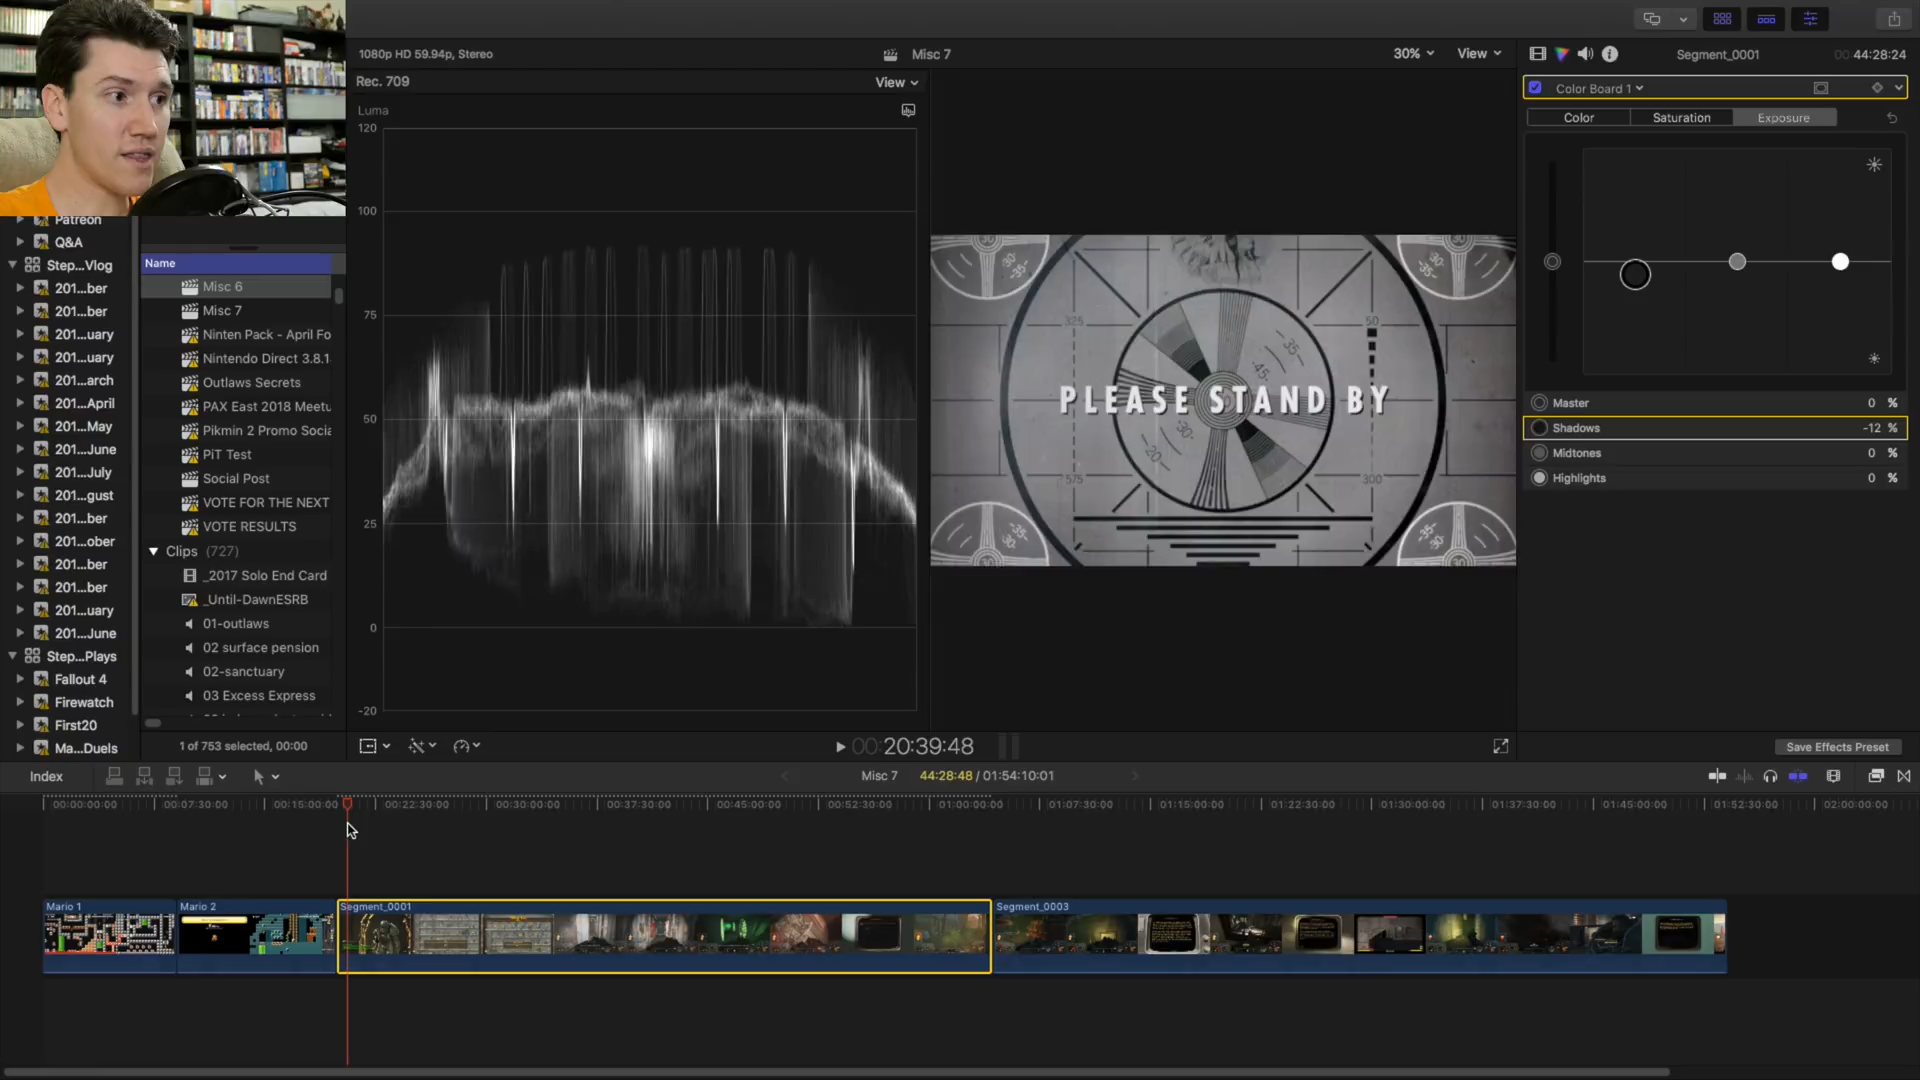 1080p HD 59.94p, Stereo
Misc 7
30%
View
Segment_0001
00 44:28:24
Rec. 709
View
Color Board 1
Luma
Color
Saturation
Exposure
120
100
75
50
25
0
-20
PLEASE STAND BY
325
50
575
300
-35
-45
-30
-20
Master
0 %
Shadows
-12 %
Midtones
0 %
Highlights
0 %
Save Effects Preset
Patreon
Q&A
Step...Vlog
201...ber
201...ber
201...uary
201...uary
201...arch
201...April
201...May
201...June
201...July
201...gust
201...ber
201...ober
201...ber
201...ber
201...uary
201...June
Step...Plays
Fallout 4
Firewatch
First20
Ma...Duels
Name
Misc 6
Misc 7
Ninten Pack - April Fo
Nintendo Direct 3.8.1
Outlaws Secrets
PAX East 2018 Meetu
Pikmin 2 Promo Socia
PiT Test
Social Post
VOTE FOR THE NEXT
VOTE RESULTS
Clips (727)
_2017 Solo End Card
_Until-DawnESRB
01-outlaws
02 surface pension
02-sanctuary
03 Excess Express
1 of 753 selected, 00:00
00:20:39:48
Index
Misc 7
44:28:48 / 01:54:10:01
00:00:00:00
00:07:30:00
00:15:00:00
00:22:30:00
00:30:00:00
00:37:30:00
00:45:00:00
00:52:30:00
01:00:00:00
01:07:30:00
01:15:00:00
01:22:30:00
01:30:00:00
01:37:30:00
01:45:00:00
01:52:30:00
02:00:00:00
Mario 1
Mario 2
Segment_0001
Segment_0003